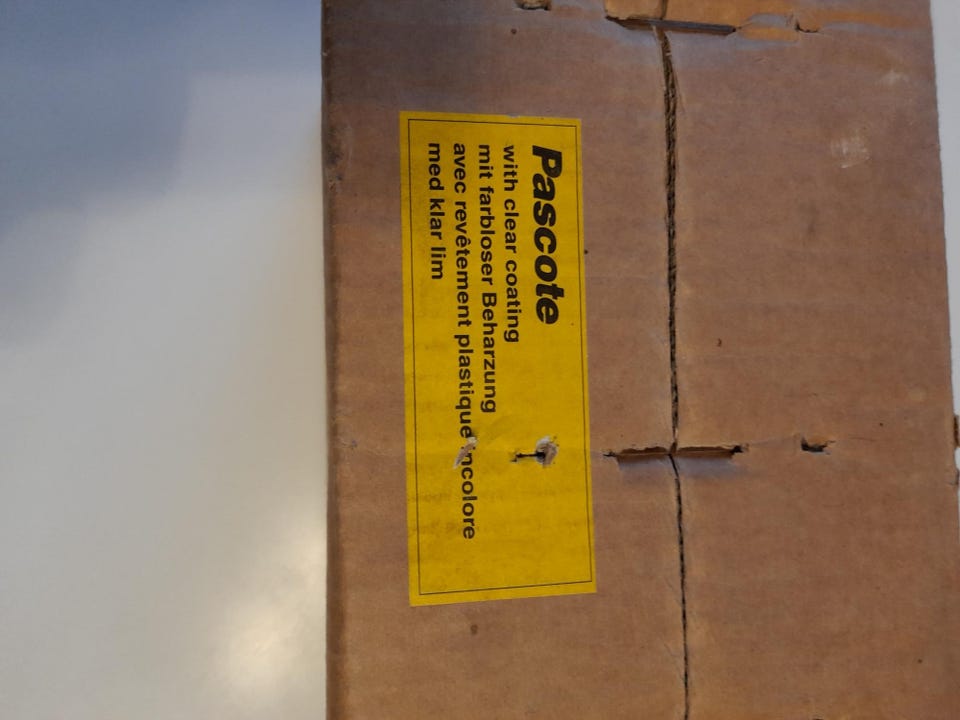 Pascote
with clear coating
mit farbloser Beharzung
avec revêtement plastique incolore
med klar lim